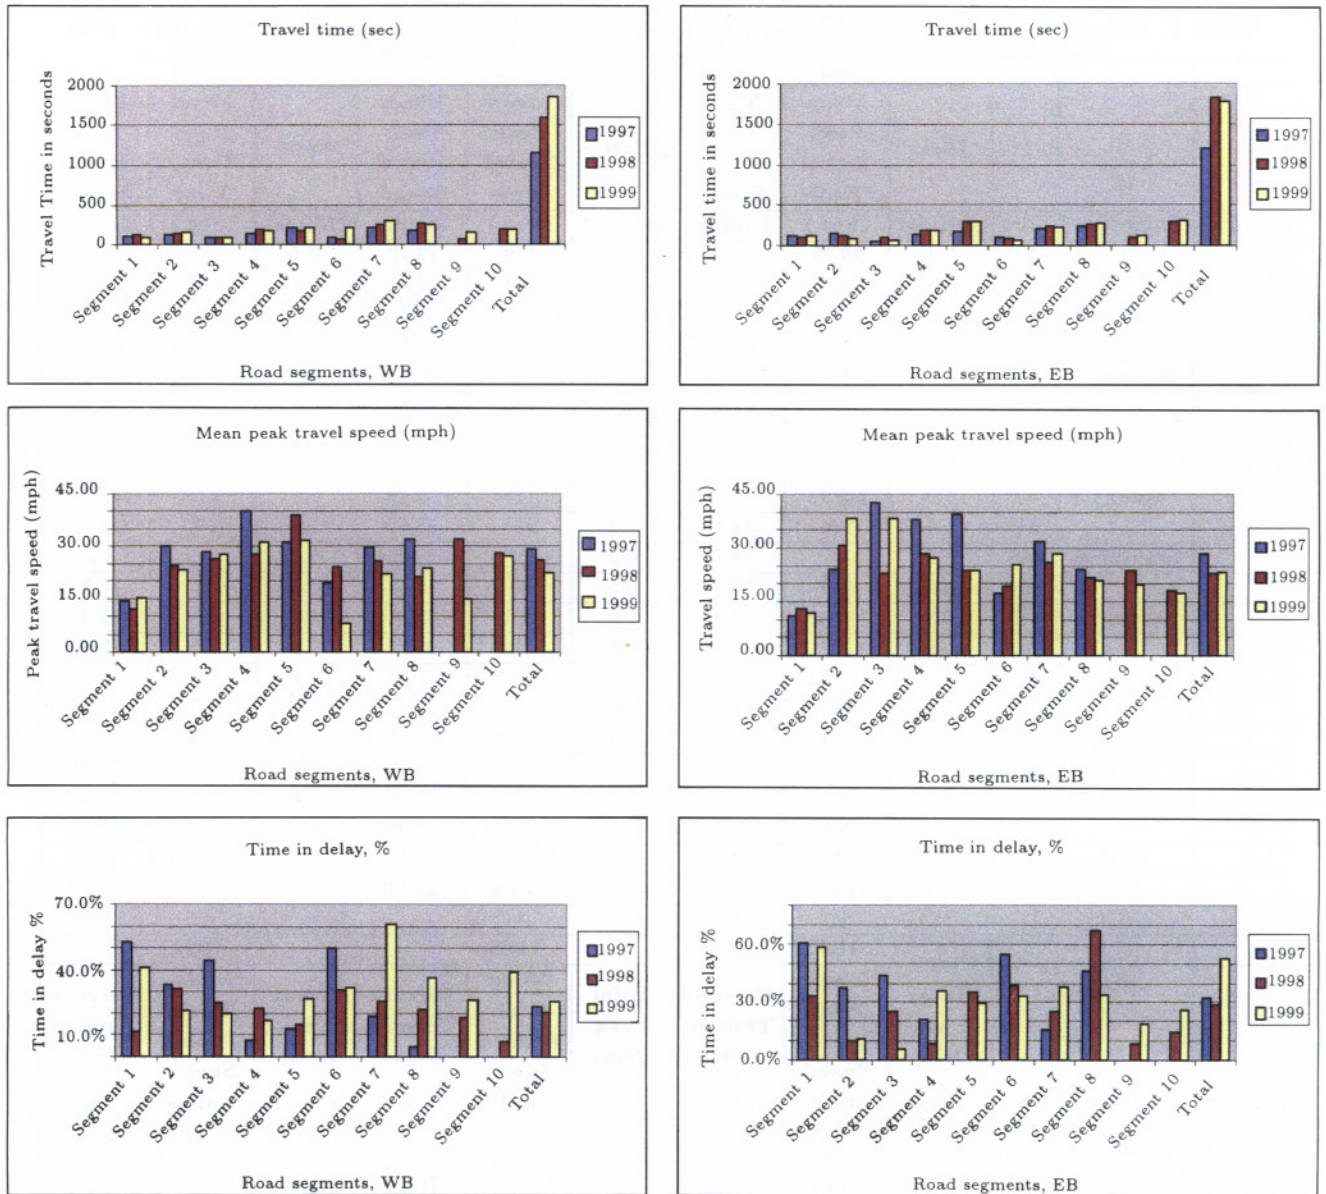 Travel time (sec)
Travel Time in seconds
2000
1500
1000
500
0
Segment 1
Segment 2
Segment 3
Segment 4
Segment 5
Segment 6
Segment 7
Segment 8
Segment 9
Segment 10
Total
Road segments, WB
1997
1998
1999
Travel time (sec)
Travel time in seconds
2000
1500
1000
500
0
Segment 1
Segment 2
Segment 3
Segment 4
Segment 5
Segment 6
Segment 7
Segment 8
Segment 9
Segment 10
Total
Road segments, EB
1997
1998
1999
Mean peak travel speed (mph)
Peak travel speed (mph)
45.00
30.00
15.00
0.00
Segment 1
Segment 2
Segment 3
Segment 4
Segment 5
Segment 6
Segment 7
Segment 8
Segment 9
Segment 10
Total
Road segments, WB
1997
1998
1999
Mean peak travel speed (mph)
Travel speed (mph)
45.00
30.00
15.00
0.00
Segment 1
Segment 2
Segment 3
Segment 4
Segment 5
Segment 6
Segment 7
Segment 8
Segment 9
Segment 10
Total
Road segments, EB
1997
1998
1999
Time in delay, %
Time in delay %
70.0%
40.0%
10.0%
Segment 1
Segment 2
Segment 3
Segment 4
Segment 5
Segment 6
Segment 7
Segment 8
Segment 9
Segment 10
Total
Road segments, WB
1997
1998
1999
Time in delay, %
Time in delay %
60.0%
30.0%
0.0%
Segment 1
Segment 2
Segment 3
Segment 4
Segment 5
Segment 6
Segment 7
Segment 8
Segment 9
Segment 10
Total
Road segments, EB
1997
1998
1999